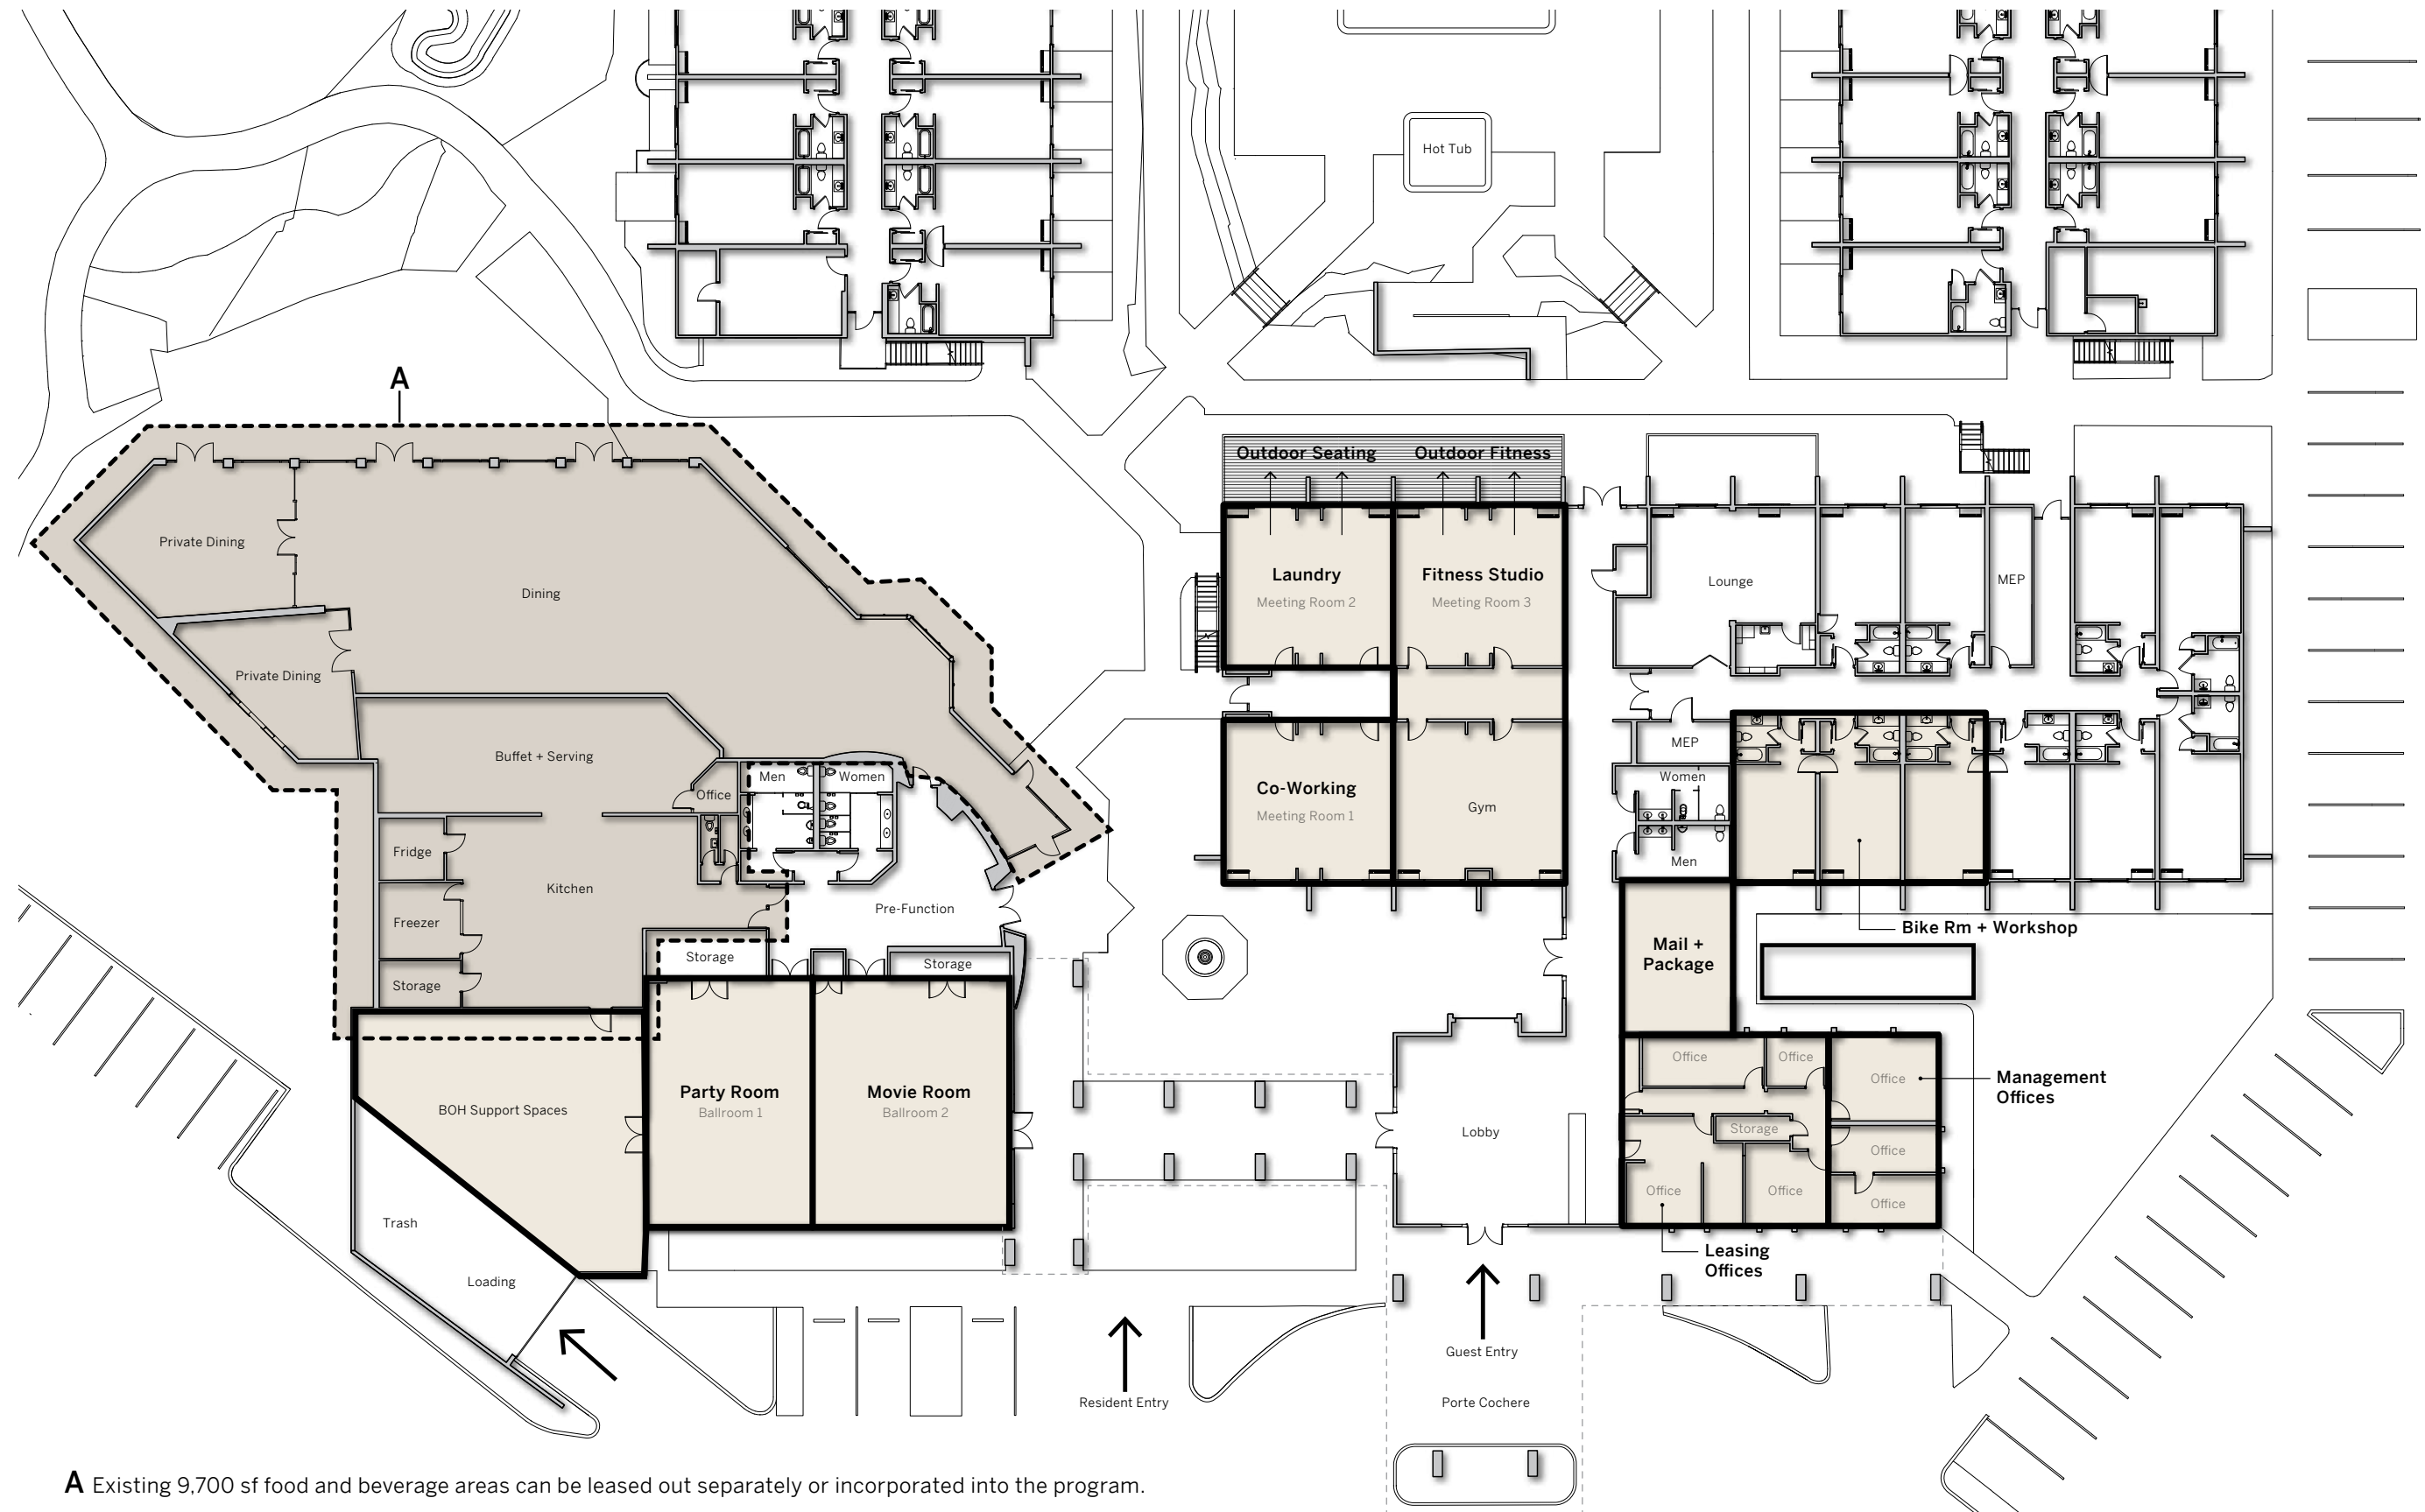 Hot Tub
A
Outdoor Seating
Outdoor Fitness
Private Dining
Dining
Private Dining
Laundry
Meeting Room 2
Fitness Studio
Meeting Room 3
Lounge
MEP
Buffet + Serving
Office
Men
Women
Co-Working
Meeting Room 1
Gym
MEP
Women
Men
Fridge
Kitchen
Freezer
Storage
Pre-Function
Storage
Storage
Mail +
Package
Bike Rm + Workshop
BOH Support Spaces
Party Room
Ballroom 1
Movie Room
Ballroom 2
Lobby
Office
Office
Office
Management
Offices
Storage
Office
Office
Office
Office
Leasing
Offices
Trash
Loading
Resident Entry
Guest Entry
Porte Cochere
A Existing 9,700 sf food and beverage areas can be leased out separately or incorporated into the program.